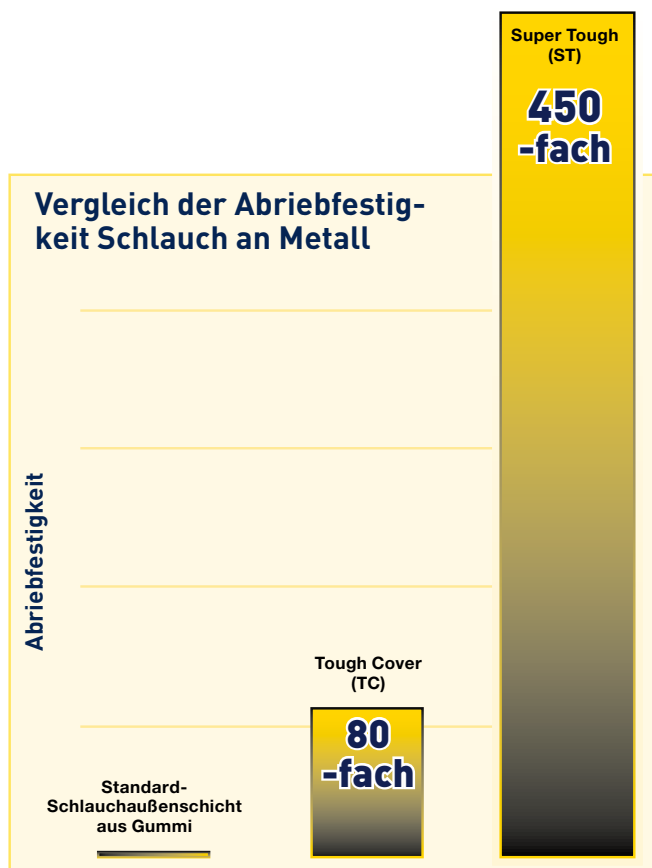 Super Tough
(ST)
450
-fach
Vergleich der Abriebfestig-
keit Schlauch an Metall
Abriebfestigkeit
Tough Cover
(TC)
80
-fach
Standard-
Schlauchaußenschicht
aus Gummi